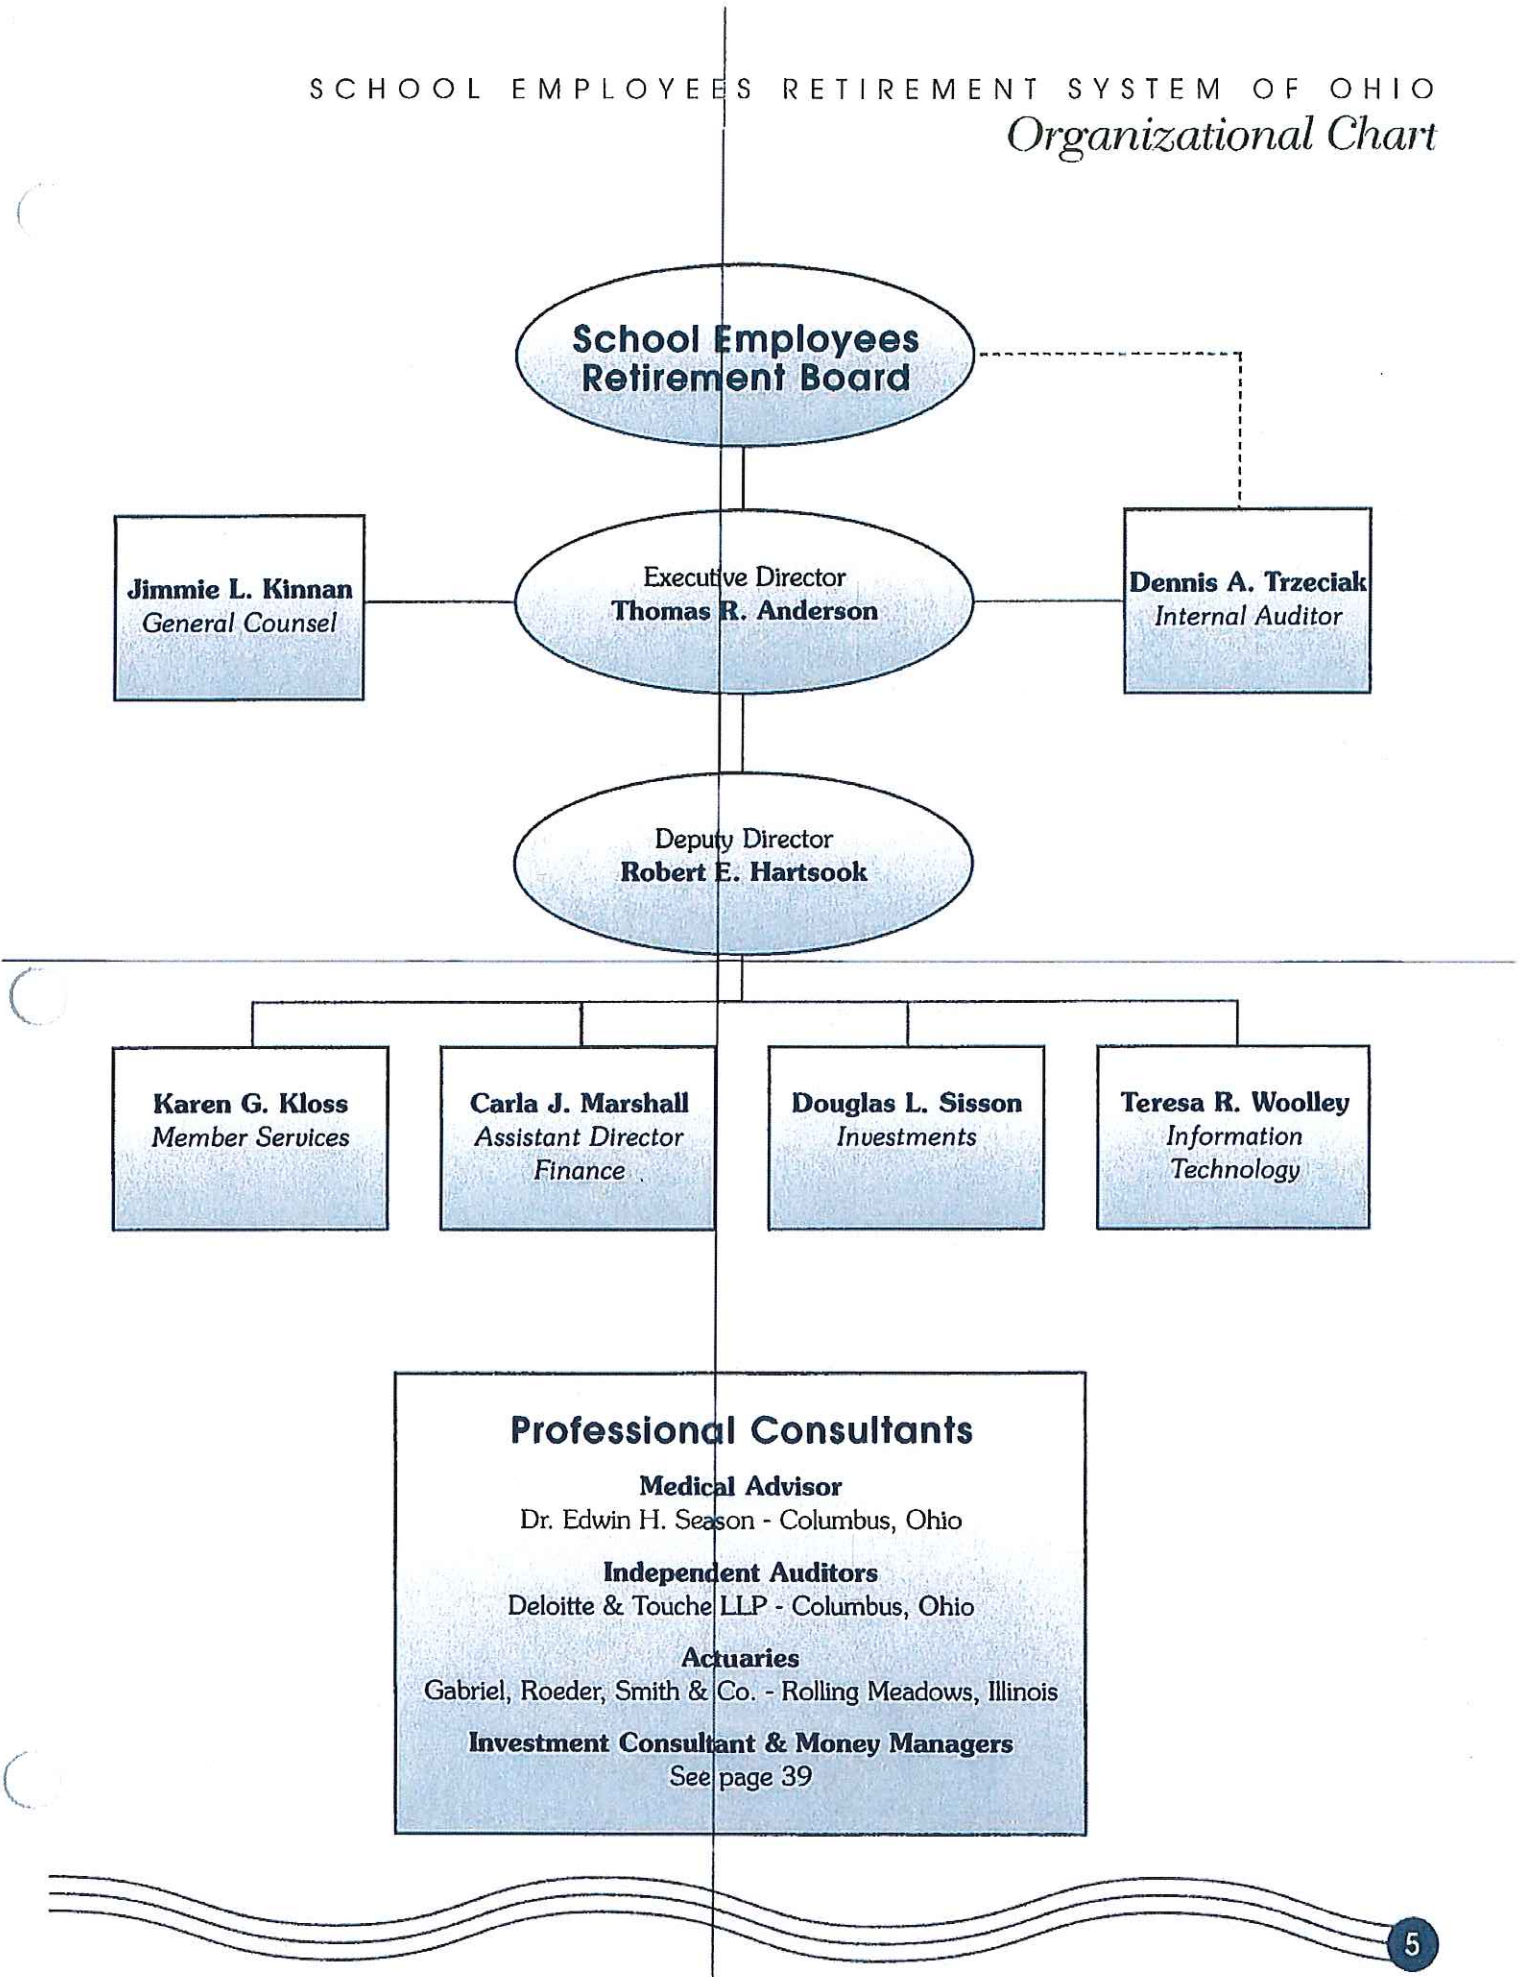 SCHOOL EMPLOYEES RETIREMENT SYSTEM OF OHIO
Organizational Chart
School Employees
Retirement Board
Jimmie L. Kinnan
General Counsel
Executive Director
Thomas R. Anderson
Dennis A. Trzeciak
Internal Auditor
Deputy Director
Robert E. Hartsook
Karen G. Kloss
Member Services
Carla J. Marshall
Assistant Director
Finance
Douglas L. Sisson
Investments
Teresa R. Woolley
Information
Technology
Professional Consultants
Medical Advisor
Dr. Edwin H. Season - Columbus, Ohio
Independent Auditors
Deloitte & Touche LLP - Columbus, Ohio
Actuaries
Gabriel, Roeder, Smith & Co. - Rolling Meadows, Illinois
Investment Consultant & Money Managers
See page 39
5